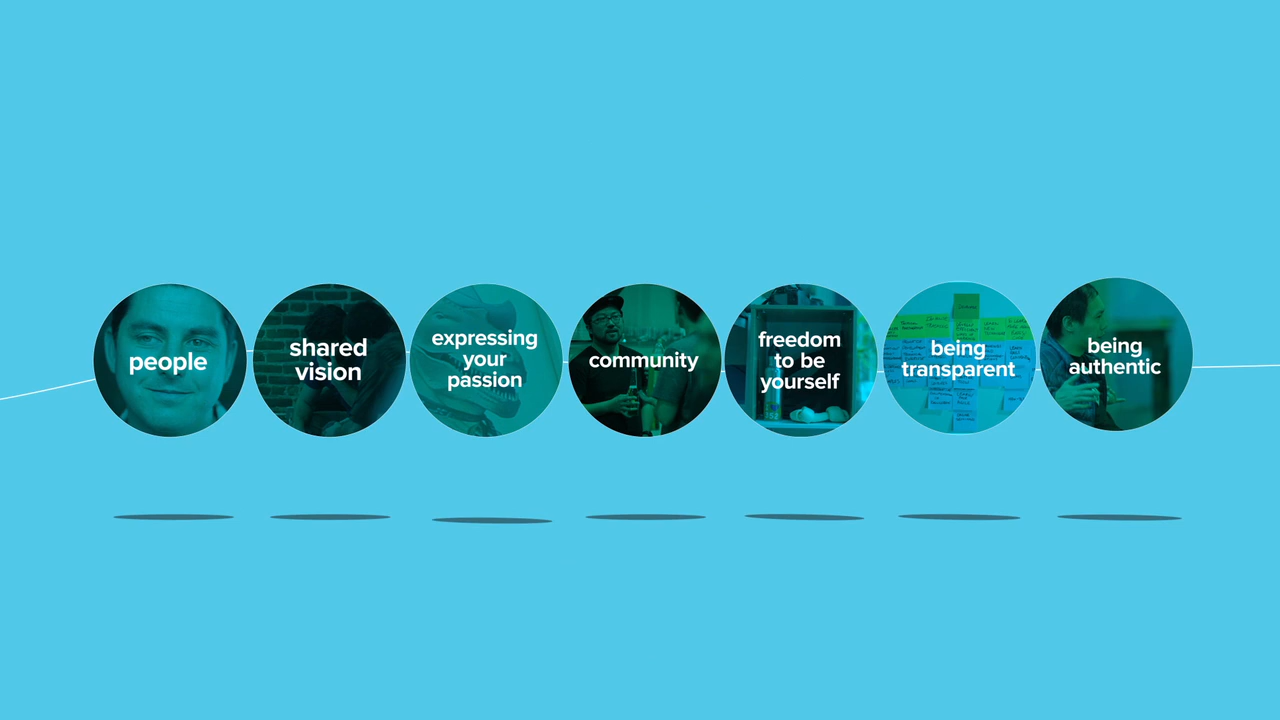 people
shared
vision
expressing
your
passion
community
freedom
to be
yourself
being
transparent
being
authentic